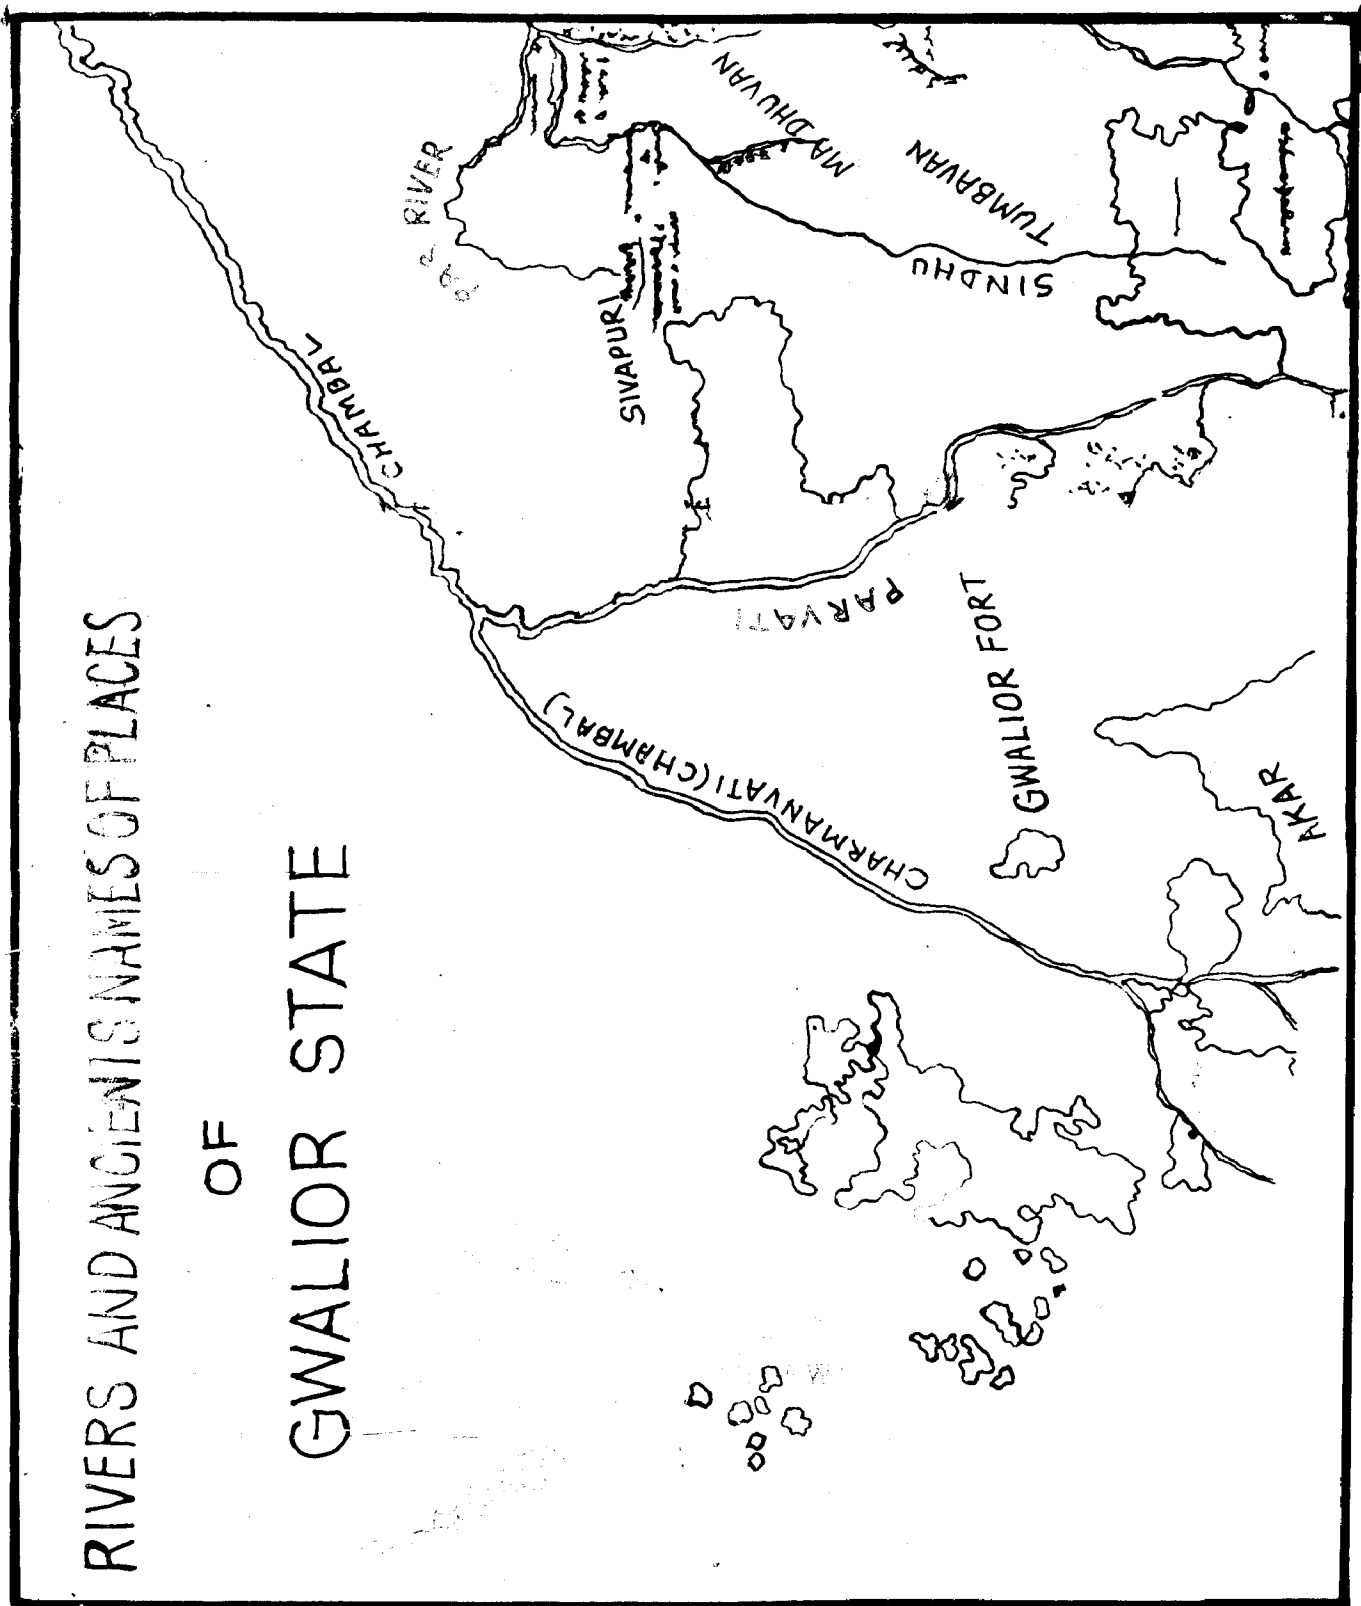 RIVERS AND ANCIENTS NAMES OF PLACES
OF
GWALIOR STATE
CHAMBAL
RIVER
SIVAPURI
MADHUVAN
TUMBAVAN
SINDHU
PARVATI
CHARMANVATI (CHAMBAL)
GWALIOR FORT
AKAR